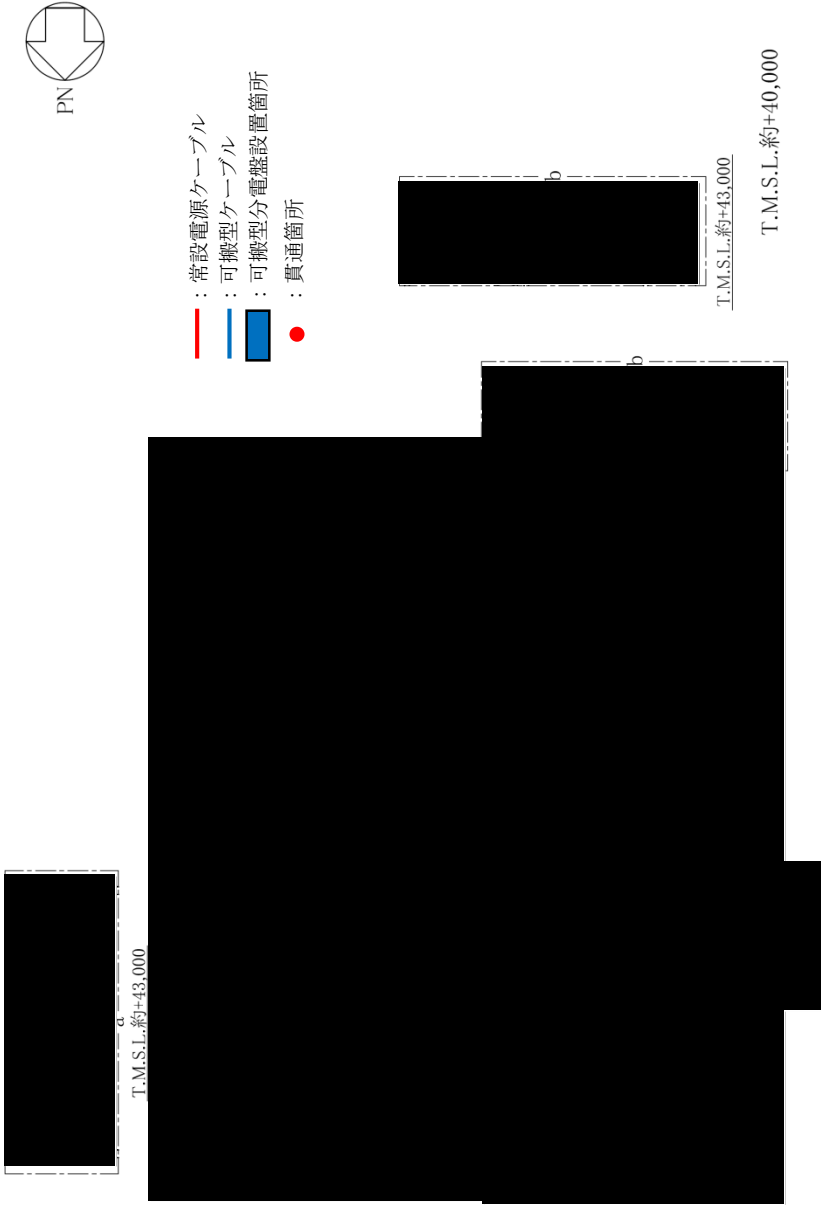 PN
：常設電源ケーブル
：可搬型ケーブル
：可搬型分電盤設置箇所
：貫通箇所
b
T.M.S.L.約+43,000
T.M.S.L.約+40,000
b
a
T.M.S.L.約+43,000